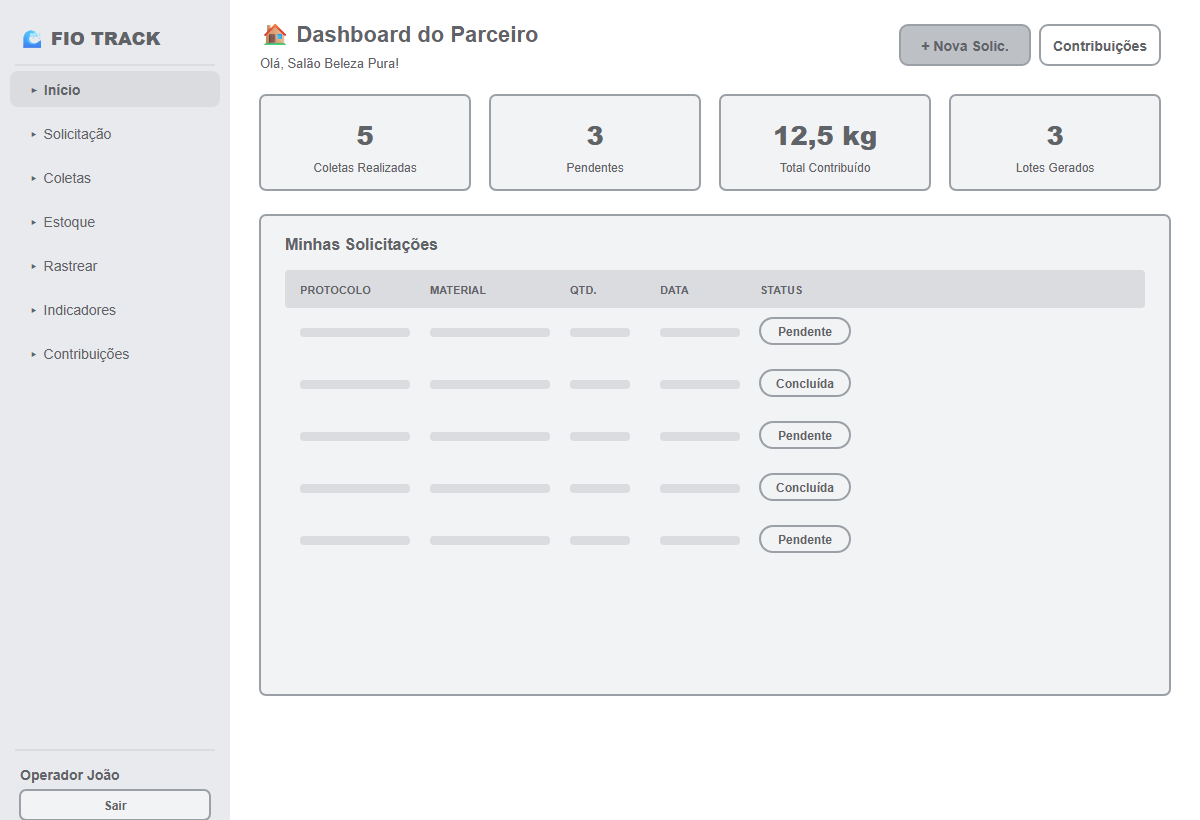 FIO TRACK
Início
Solicitação
Coletas
Estoque
Rastrear
Indicadores
Contribuições
Operador João
Sair
Dashboard do Parceiro
Olá, Salão Beleza Pura!
+ Nova Solic.
Contribuições
5
Coletas Realizadas
3
Pendentes
12,5 kg
Total Contribuído
3
Lotes Gerados
Minhas Solicitações
PROTOCOLO MATERIAL QTD. DATA STATUS
Pendente
Concluída
Pendente
Concluída
Pendente